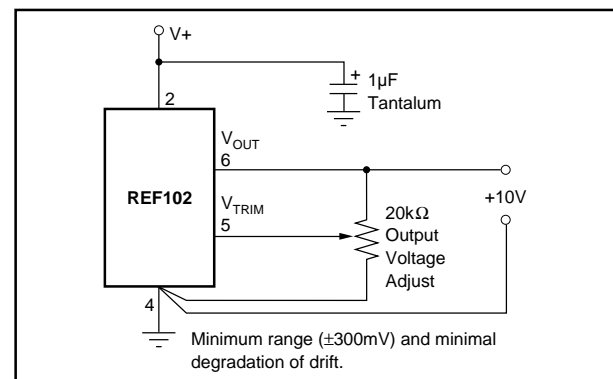 V+
+ 1µF
Tantalum
2
V_OUT
6
REF102
V_TRIM
5
20kΩ
Output
Voltage
Adjust
+10V
4
Minimum range (±300mV) and minimal
degradation of drift.